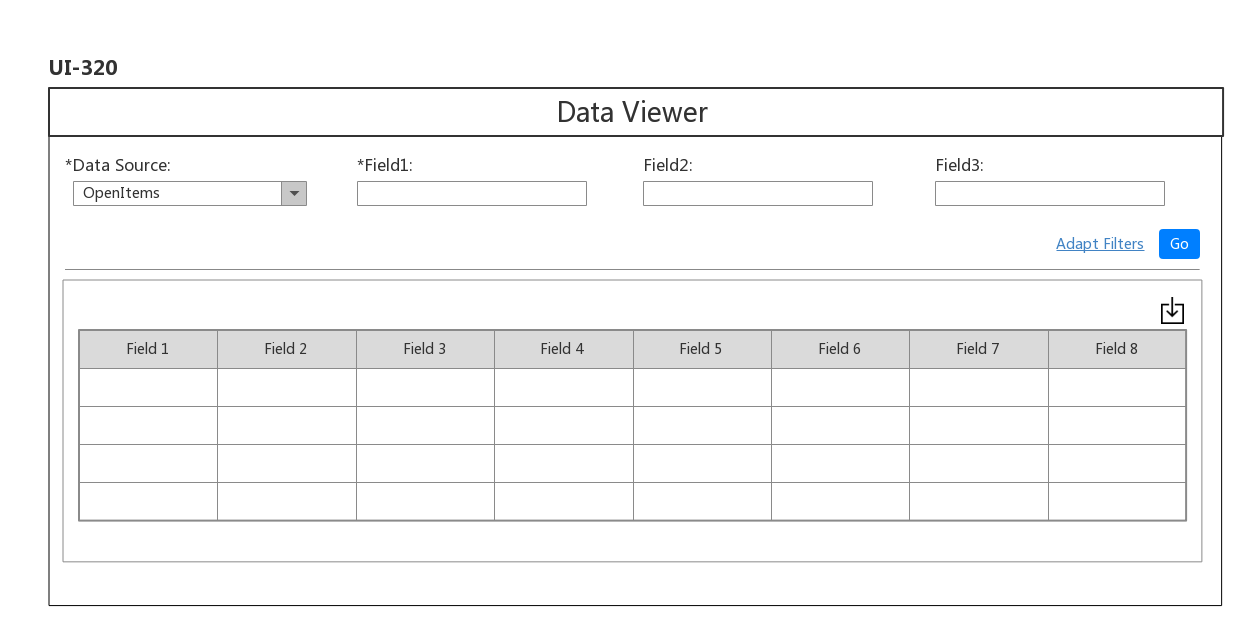 UI-320
Data Viewer
*Data Source:
*Field1:
Field2:
Field3:
OpenItems
Adapt Filters
Go
Field 1
Field 2
Field 3
Field 4
Field 5
Field 6
Field 7
Field 8